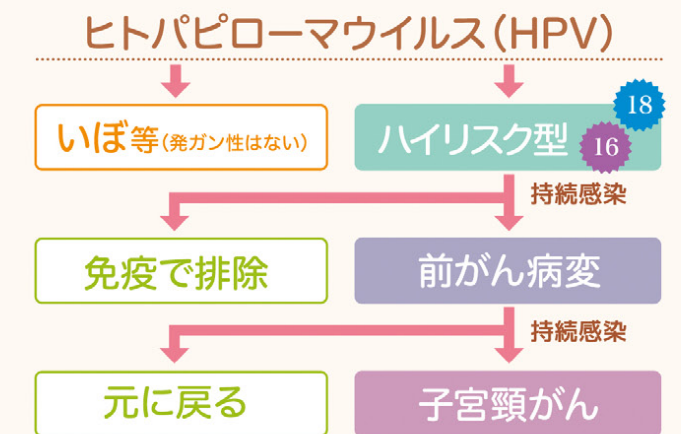 ヒトパピローマウイルス(HPV)
いぼ等(発ガン性はない)
ハイリスク型
16
18
持続感染
免疫で排除
前がん病変
持続感染
元に戻る
子宮頸がん